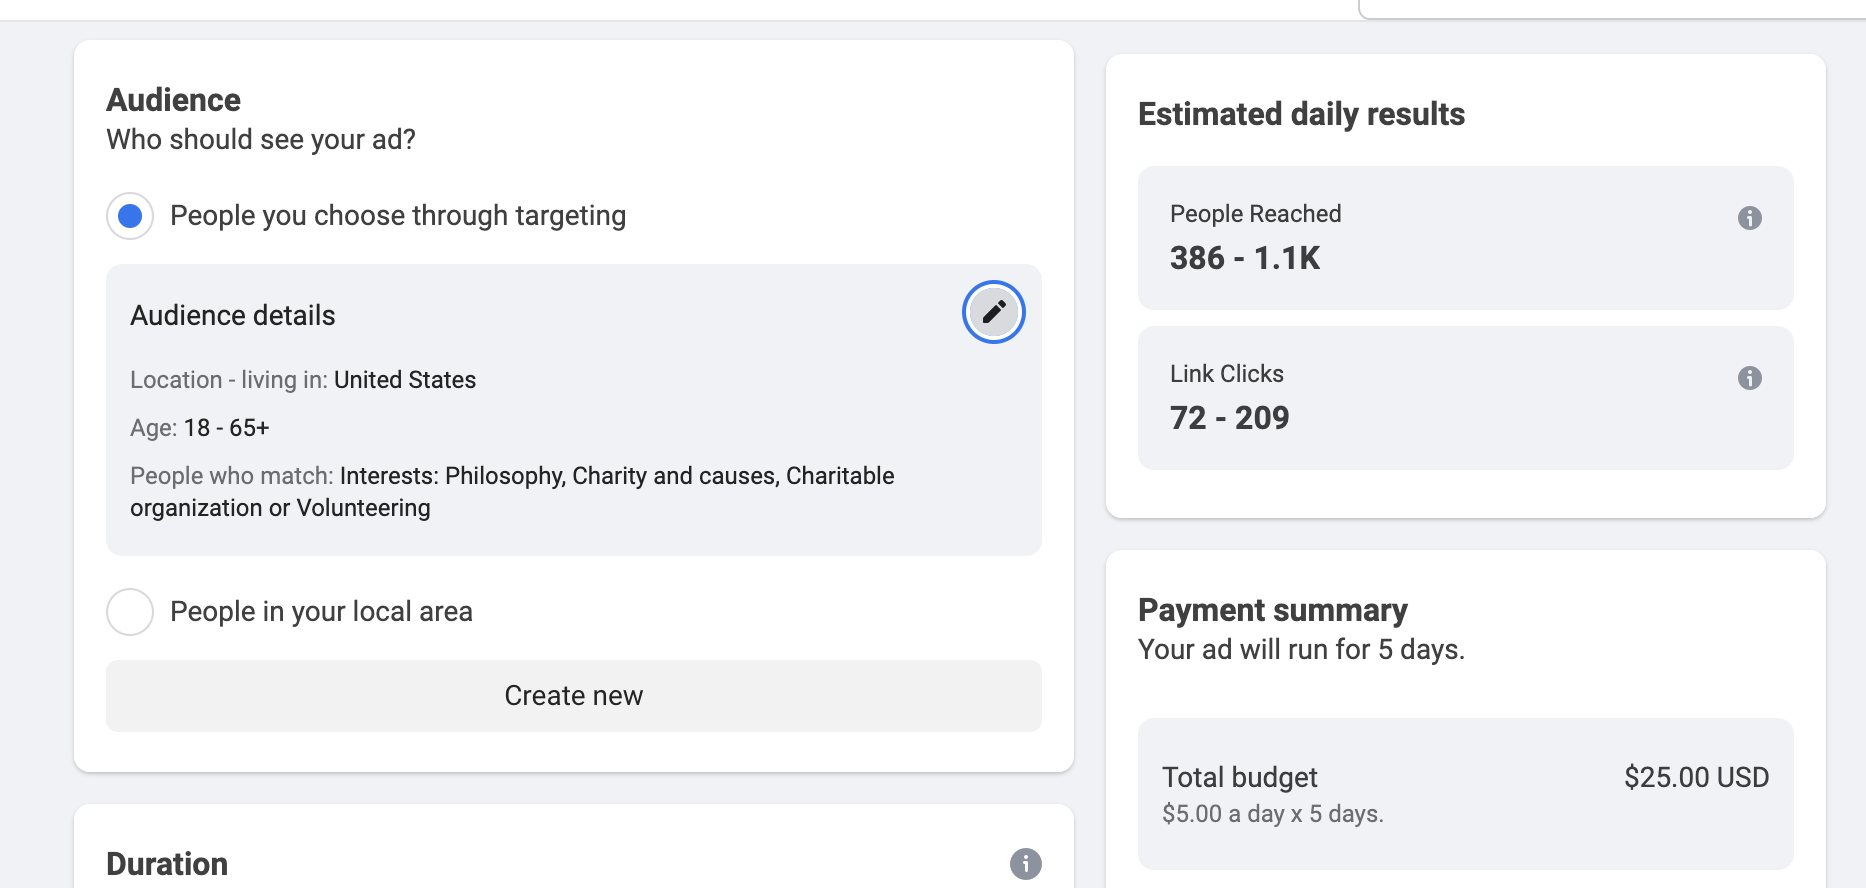 Audience
Who should see your ad?
People you choose through targeting
Audience details
Location - living in: United States
Age: 18 - 65+
People who match: Interests: Philosophy, Charity and causes, Charitable
organization or Volunteering
People in your local area
Create new
Duration
Estimated daily results
People Reached
386 - 1.1K
Link Clicks
72 - 209
Payment summary
Your ad will run for 5 days.
Total budget
$25.00 USD
$5.00 a day x 5 days.